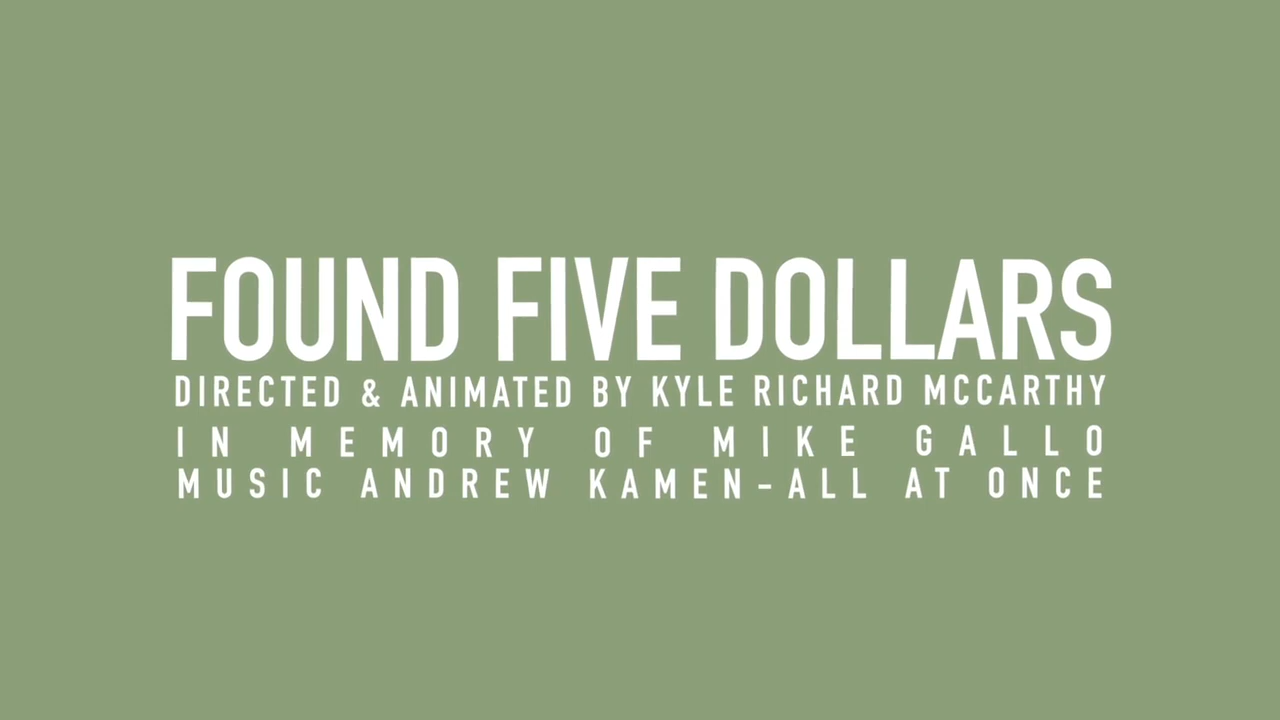 FOUND FIVE DOLLARS
DIRECTED & ANIMATED BY KYLE RICHARD MCCARTHY
IN MEMORY OF MIKE GALLO
MUSIC ANDREW KAMEN-ALL AT ONCE